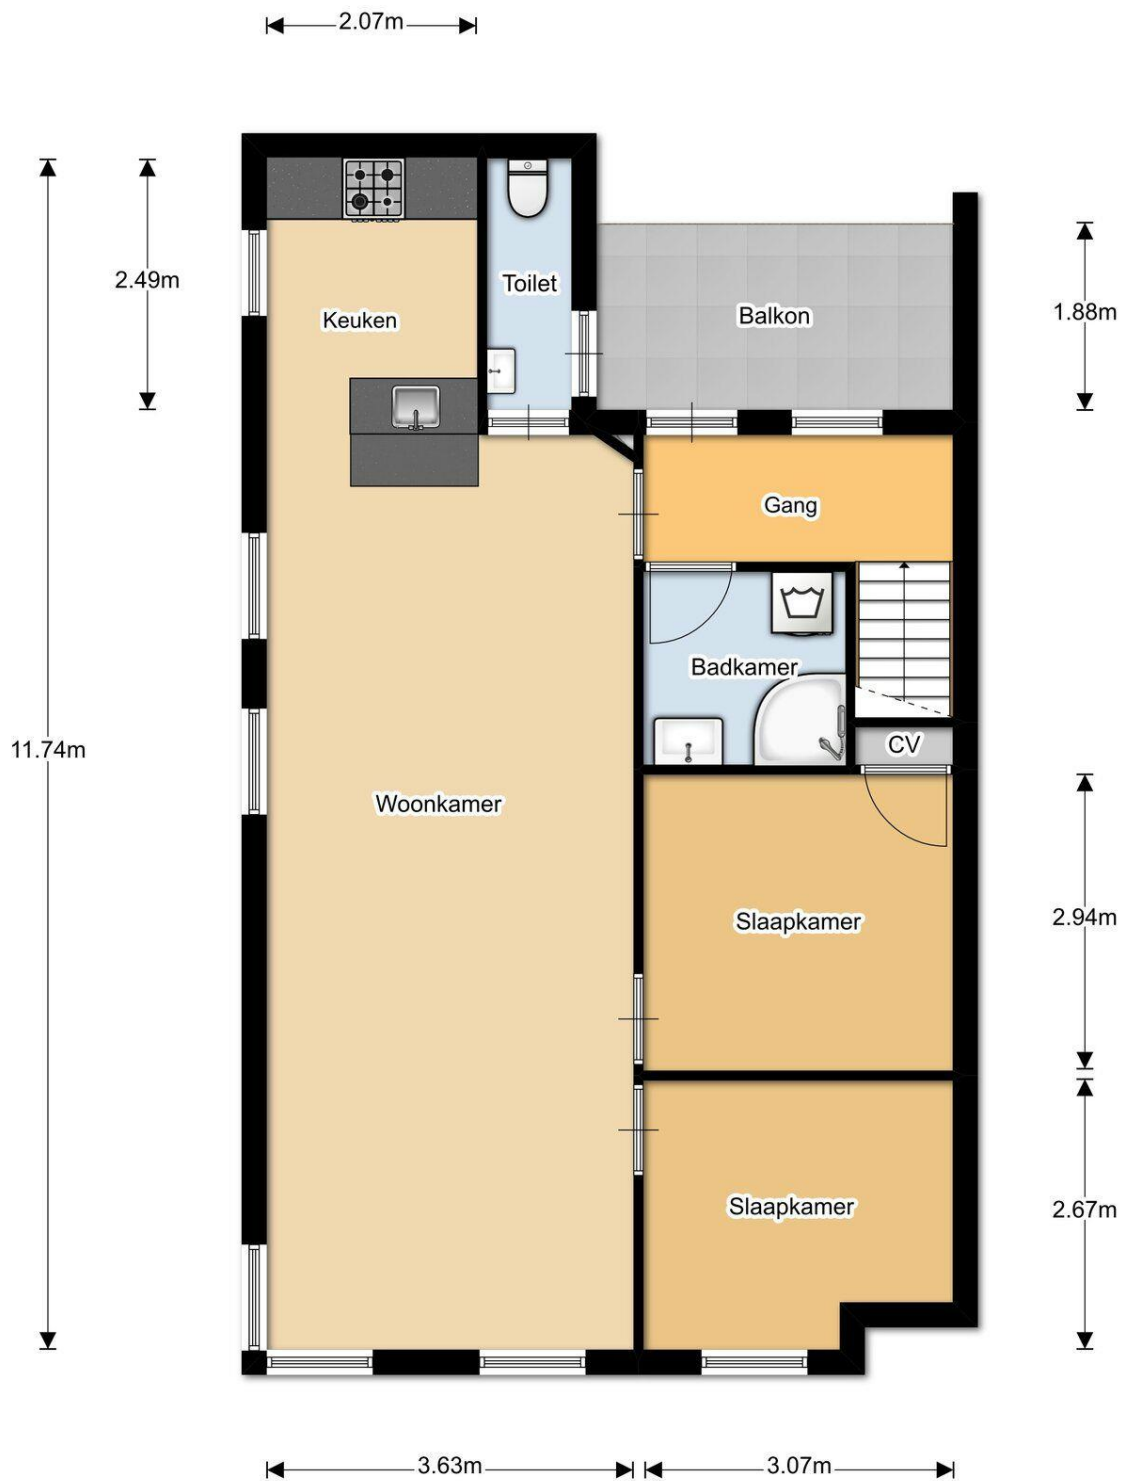 2.07m
2.49m
Toilet
Keuken
Balkon
1.88m
Gang
Badkamer
CV
11.74m
Woonkamer
Slaapkamer
2.94m
Slaapkamer
2.67m
3.63m
3.07m